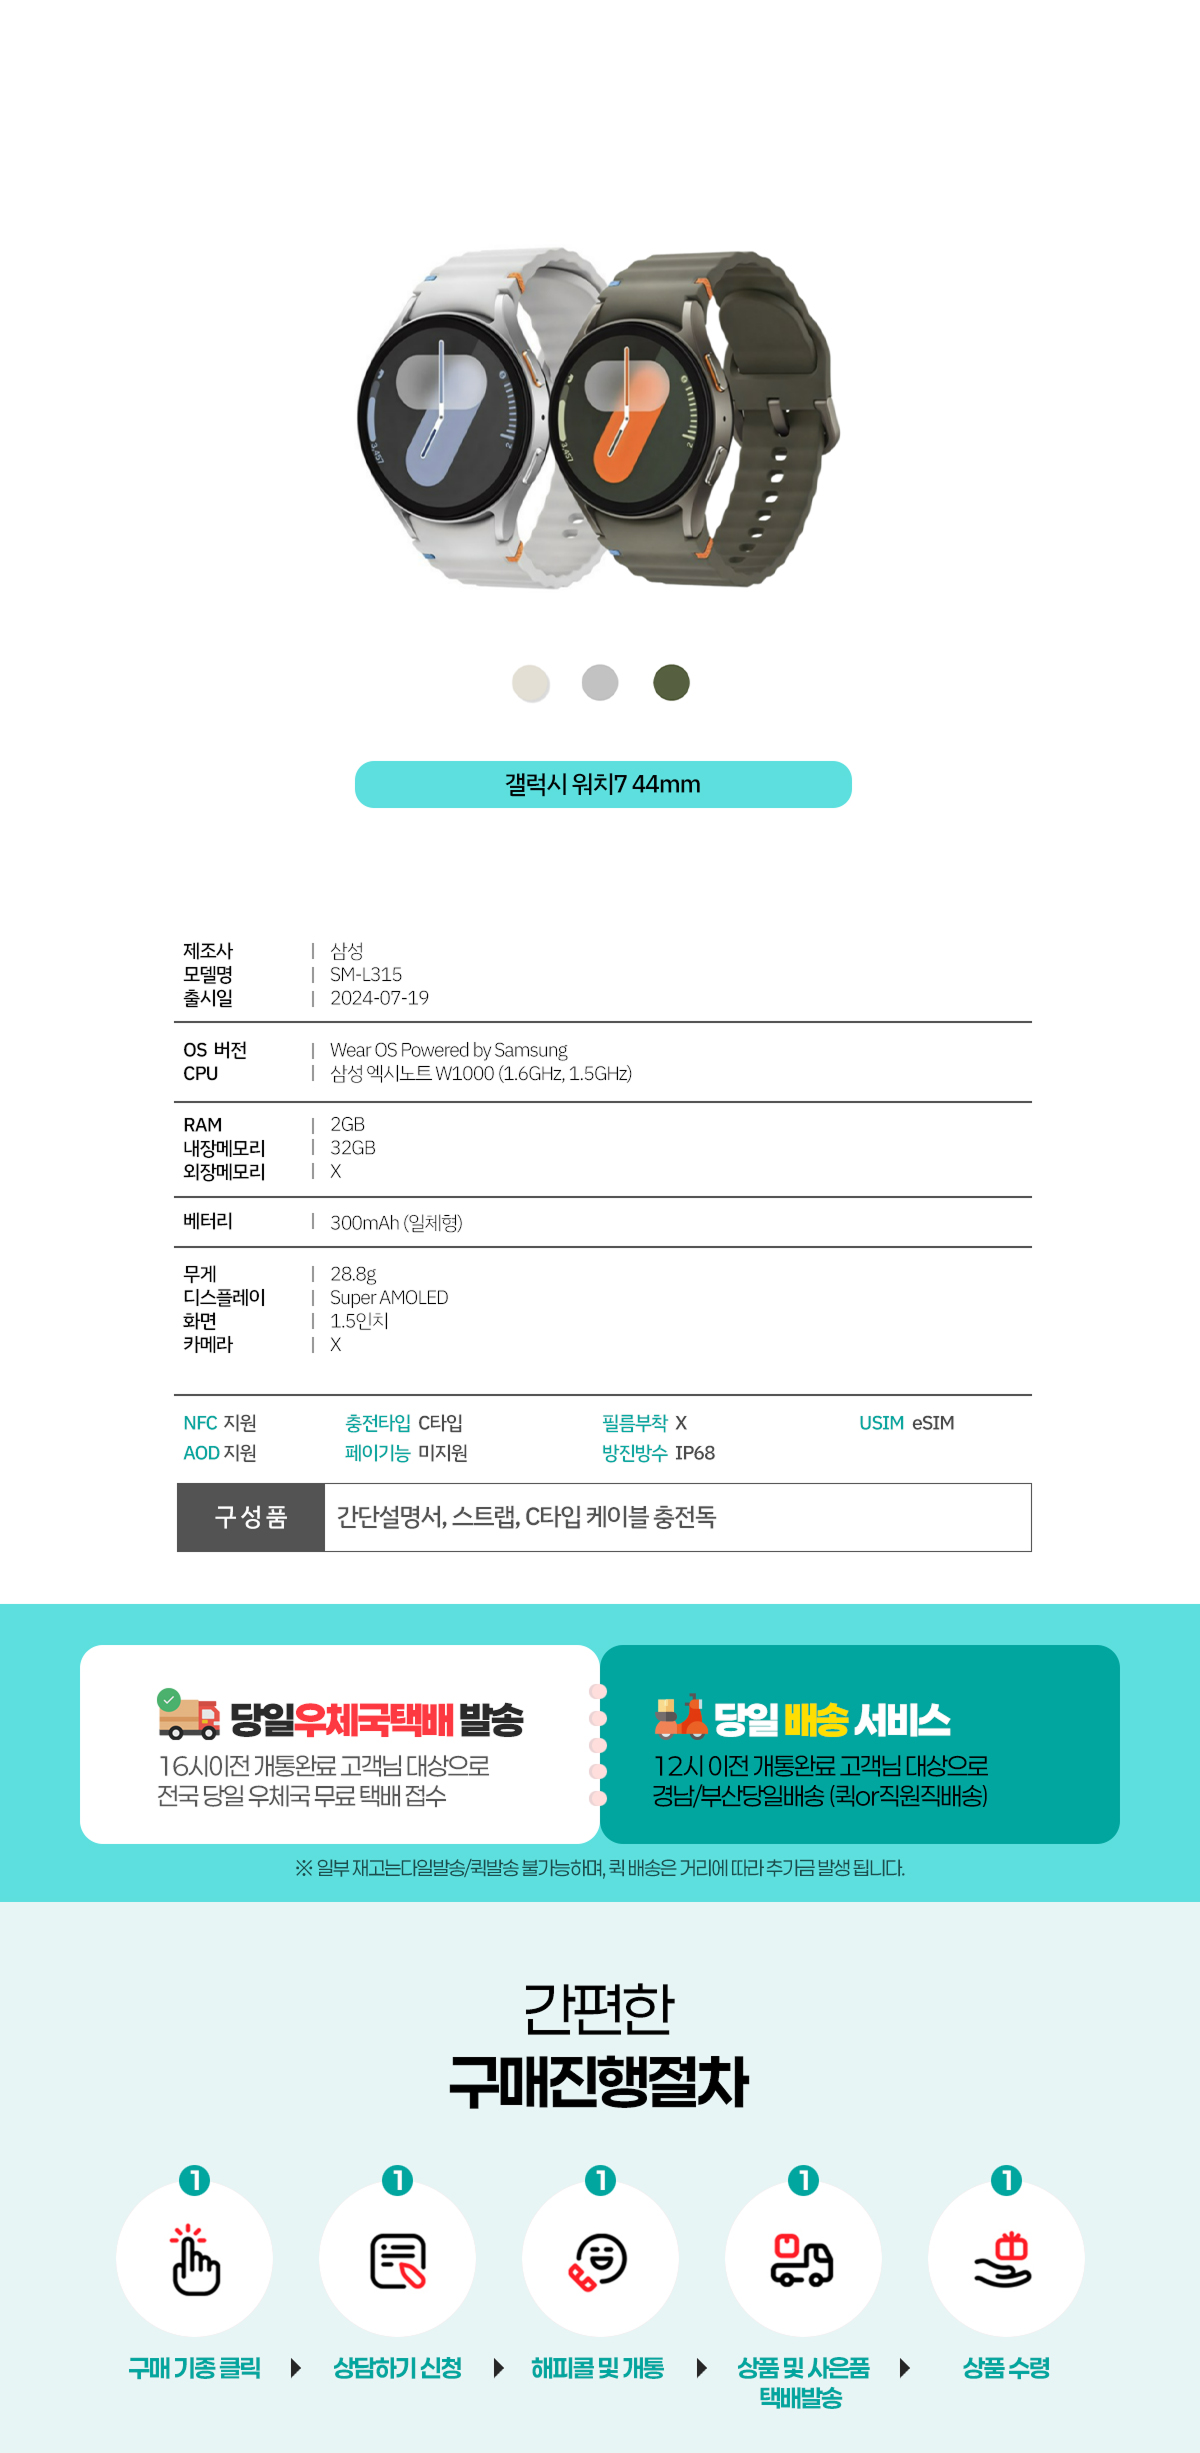 갤럭시 워치7 44mm
제조사 | 삼성
모델명 | SM-L315
출시일 | 2024-07-19
OS 버전 | Wear OS Powered by Samsung
CPU | 삼성 엑시노트 W1000 (1.6GHz, 1.5GHz)
RAM | 2GB
내장메모리 | 32GB
외장메모리 | X
베터리 | 300mAh (일체형)
무게 | 28.8g
디스플레이 | Super AMOLED
화면 | 1.5인치
카메라 | X
NFC 지원 충전타입 C타입 필름부착 X USIM eSIM
AOD 지원 페이기능 미지원 방진방수 IP68
구성품 간단설명서, 스트랩, C타입 케이블 충전독
당일우체국택배 발송
16시이전 개통완료 고객님 대상으로
전국 당일 우체국 무료 택배 접수
당일 배송 서비스
12시 이전 개통완료 고객님 대상으로
경남/부산당일배송 (퀵or직원직배송)
※ 일부 재고는다일발송/퀵발송 불가능하며, 퀵 배송은 거리에 따라 추가금 발생 됩니다.
간편한
구매진행절차
1 1 1 1 1
구매 기종 클릭 상담하기 신청 해피콜 및 개통 상품 및 사은품 상품 수령
택배발송